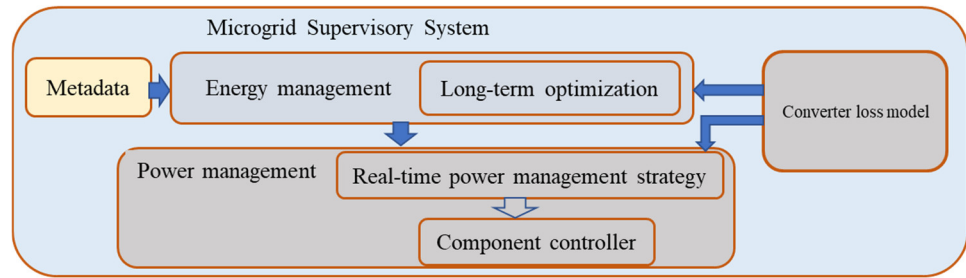 Microgrid Supervisory System
Metadata
Energy management
Long-term optimization
Converter loss model
Power management
Real-time power management strategy
Component controller